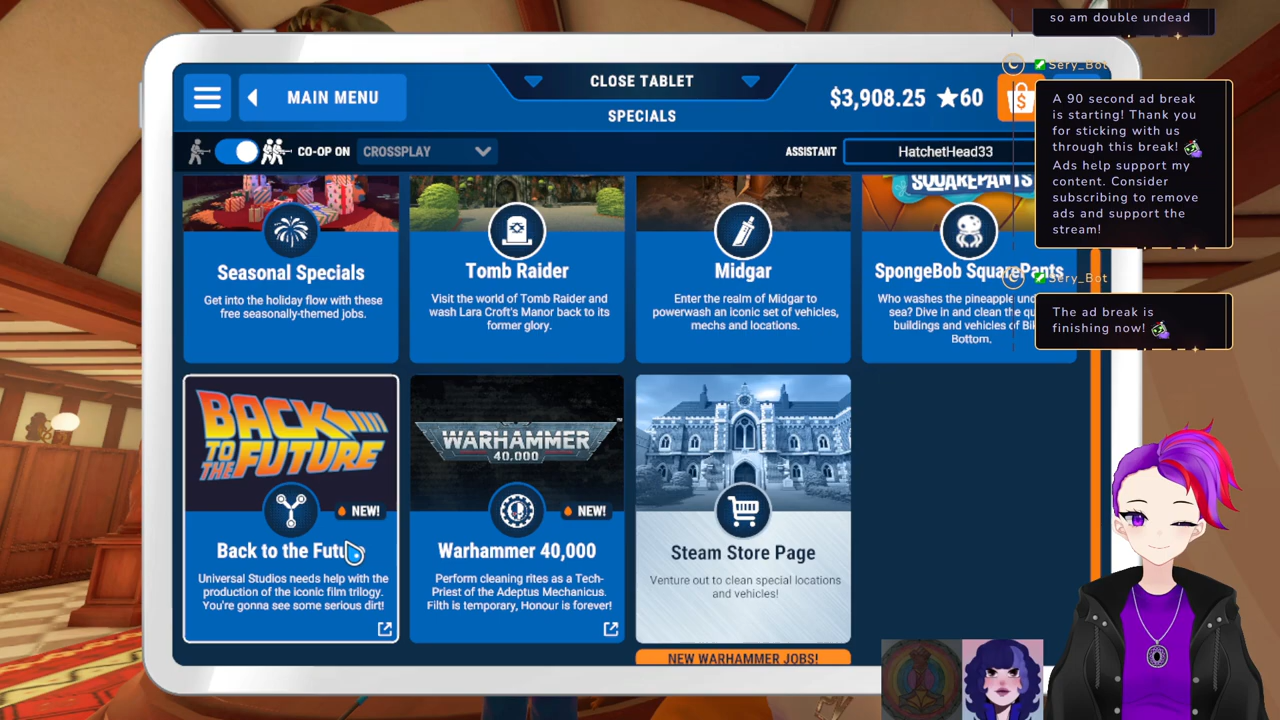 so am double undead
CLOSE TABLET
MAIN MENU
$3,908.25 ★60
SPECIALS
CO-OP ON
CROSSPLAY
ASSISTANT
HatchetHead33
Sery_Bot
A 90 second ad break
is starting! Thank you
for sticking with us
through this break!
Ads help support my
content. Consider
subscribing to remove
ads and support the
stream!
Sery_Bot
The ad break is
finishing now!
Seasonal Specials
Get into the holiday flow with these
free seasonally-themed jobs.
Tomb Raider
Visit the world of Tomb Raider and
wash Lara Croft's Manor back to its
former glory.
Midgar
Enter the realm of Midgar to
powerwash an iconic set of vehicles,
mechs and locations.
SQUAREPANTS
SpongeBob SquarePants
Who washes the pineapple
sea? Dive in and clean the
buildings and vehicles of
Bottom.
BACK
TO
THE FUTURE
NEW!
Back to the
Universal Studios needs help with the
production of the iconic film trilogy.
You're gonna see some serious dirt!
WARHAMMER™
40,000
NEW!
Warhammer 40,000
Perform cleaning rites as a Tech-
Priest of the Adeptus Mechanicus.
Filth is temporary, Honour is forever!
Steam Store Page
Venture out to clean special locations
and vehicles!
NEW WARHAMMER JOBS!